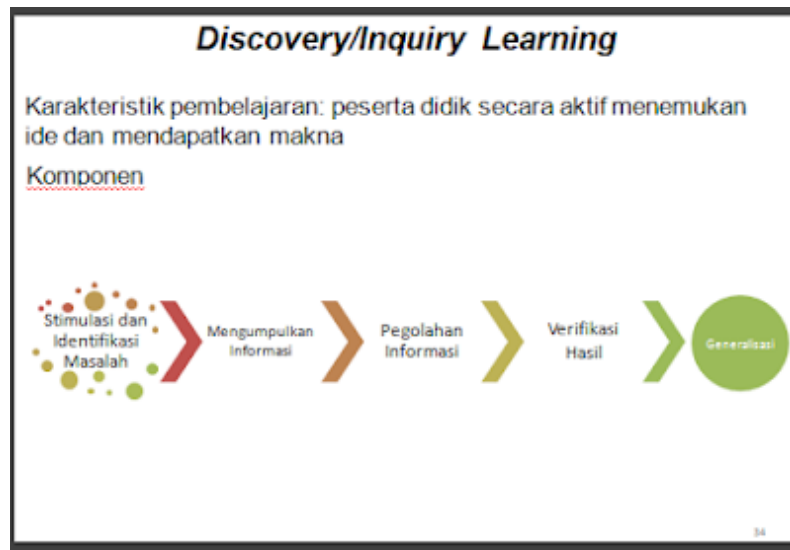 Discovery/Inquiry Learning
Karakteristik pembelajaran: peserta didik secara aktif menemukan
ide dan mendapatkan makna
Komponen
Stimulasi dan
Identifikasi
Masalah
Mengumpulkan
Informasi
Pegolahan
Informasi
Verifikasi
Hasil
Generalisasi
34